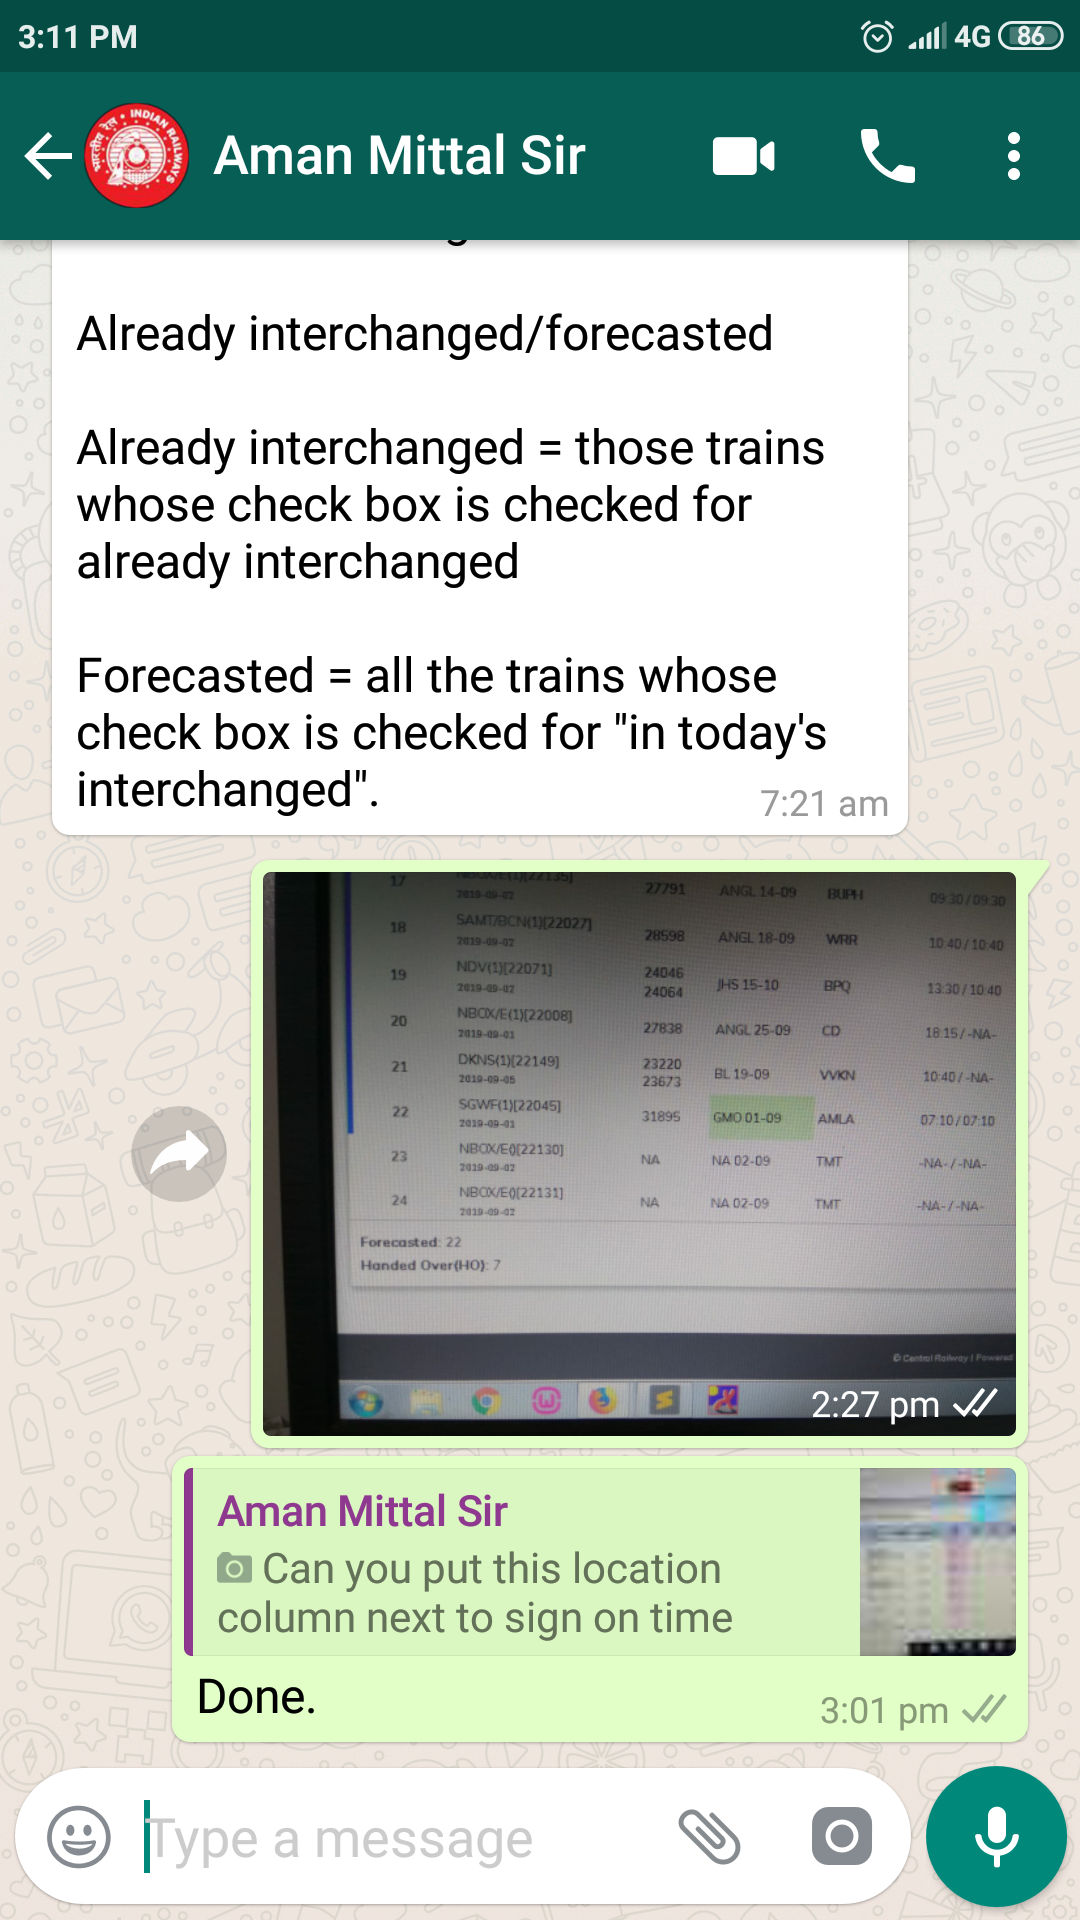 3:11 PM
4G 86
भारतीय रेल INDIAN RAILWAYS
Aman Mittal Sir
Already interchanged/forecasted
Already interchanged = those trains
whose check box is checked for
already interchanged
Forecasted = all the trains whose
check box is checked for "in today's
interchanged".
7:21 am
17 NBOX/E(1)[22135] 27791 ANGL 14-09 BUPH 09:30/09:30
2019-09-02
18 SAMT/BCN(1)[22027] 28598 ANGL 18-09 WRR 10:40/10:40
2019-09-02
19 NDV(1)[22071] 24046 JHS 15-10 BPQ 13:30/10:40
2019-09-02 24064
20 NBOX/E(1)[22008] 27838 ANGL 25-09 CD 18:15/-NA-
2019-09-01
21 DKNS(1)[22149] 23220 BL 19-09 VVKN 10:40/-NA-
2019-09-05 23673
22 SGWF(1)[22045] 31895 GMO 01-09 AMLA 07:10/07:10
2019-09-01
23 NBOX/E()[22130] NA NA 02-09 TMT -NA-/-NA-
2019-09-02
24 NBOX/E()[22131] NA NA 02-09 TMT -NA-/-NA-
2019-09-02
Forecasted: 22
Handed Over(HO): 7
© Central Railway | Powered
2:27 pm
Aman Mittal Sir
Can you put this location
column next to sign on time
Done.
3:01 pm
Type a message